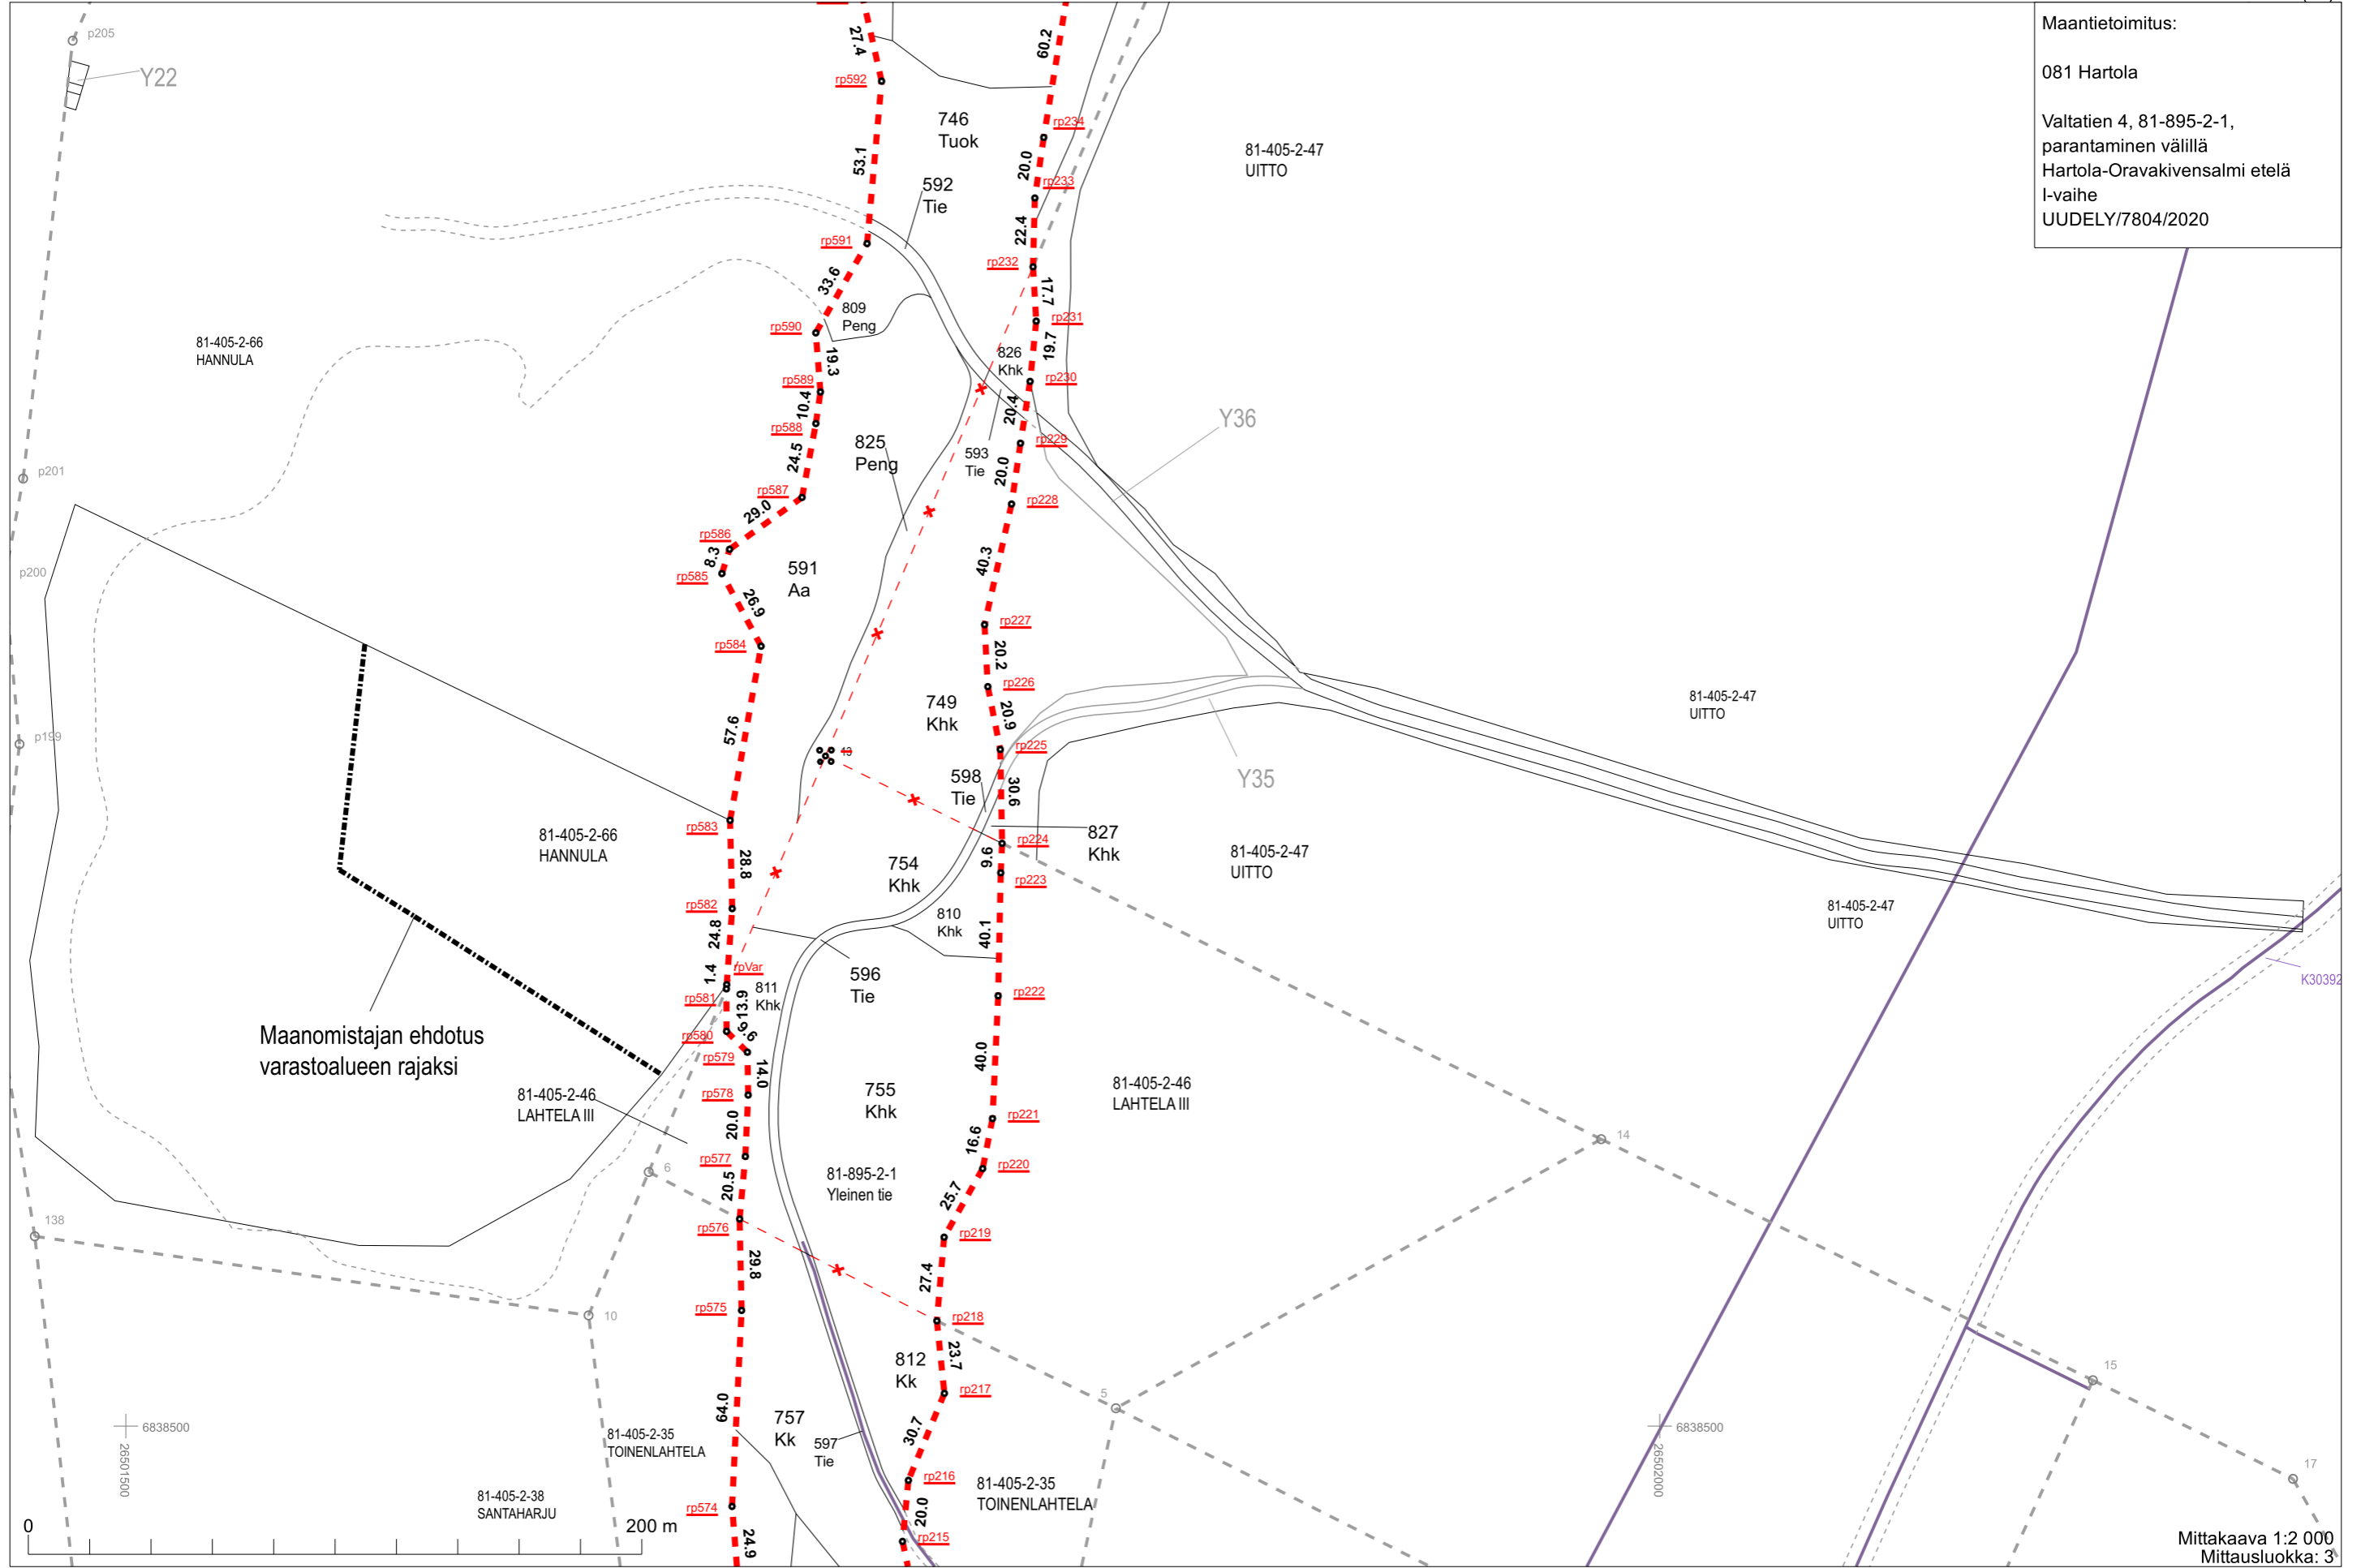 Maantietoimitus:
081 Hartola
Valtatien 4, 81-895-2-1,
parantaminen välillä
Hartola-Oravakivensalmi etelä
I-vaihe
UUDELY/7804/2020
p205
Y22
27.4
rp592
53.1
746
Tuok
592
Tie
60.2
rp234
20.0
rp233
22.4
rp232
17.7
rp231
19.7
rp230
81-405-2-47
UITTO
rp591
33.6
809
Peng
rp590
19.3
rp589
10.4
rp588
24.5
rp587
29.0
rp586
8.3
rp585
26.9
rp584
81-405-2-66
HANNULA
826
Khk
20.4
rp229
593
Tie
20.0
rp228
Y36
825
Peng
591
Aa
40.3
rp227
20.2
rp226
20.9
rp225
p201
p200
p199
57.6
749
Khk
43
598
Tie
30.6
Y35
81-405-2-47
UITTO
rp583
81-405-2-66
HANNULA
28.8
754
Khk
827
Khk
rp224
9.6
rp223
81-405-2-47
UITTO
rp582
24.8
810
Khk
40.1
81-405-2-47
UITTO
1.4
rpVar
rp581
13.9
811
Khk
596
Tie
rp222
K30392
rp580
9.6
rp579
14.0
rp578
40.0
Maanomistajan ehdotus
varastoalueen rajaksi
81-405-2-46
LAHTELA III
20.0
755
Khk
81-405-2-46
LAHTELA III
rp221
16.6
14
rp577
6
20.5
81-895-2-1
Yleinen tie
rp220
25.7
138
rp576
rp219
29.8
27.4
10
rp575
rp218
812
Kk
23.7
rp217
15
5
64.0
757
Kk
30.7
6838500
2650
1500
81-405-2-35
TOINENLAHTELA
597
Tie
6838500
2650
2000
17
81-405-2-38
SANTAHARJU
rp574
rp216
81-405-2-35
TOINENLAHTELA
20.0
0
200 m
24.9
rp215
Mittakaava 1:2 000
Mittausluokka: 3